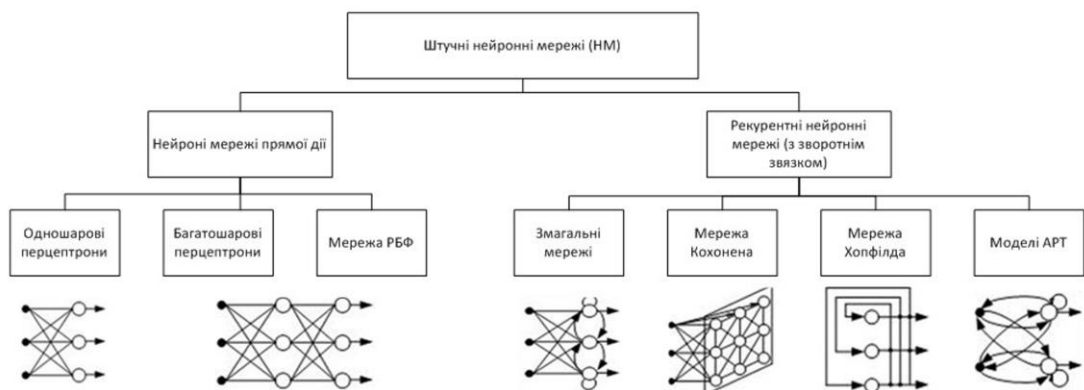 Штучні нейронні мережі (НМ)
Нейроні мережі прямої дії
Рекурентні нейронні
мережі (з зворотнім
звязком)
Одношарові
перцептрони
Багатошарові
перцептрони
Мережа РБФ
Змагальні
мережі
Мережа
Кохонена
Мережа
Хопфілда
Моделі АРТ